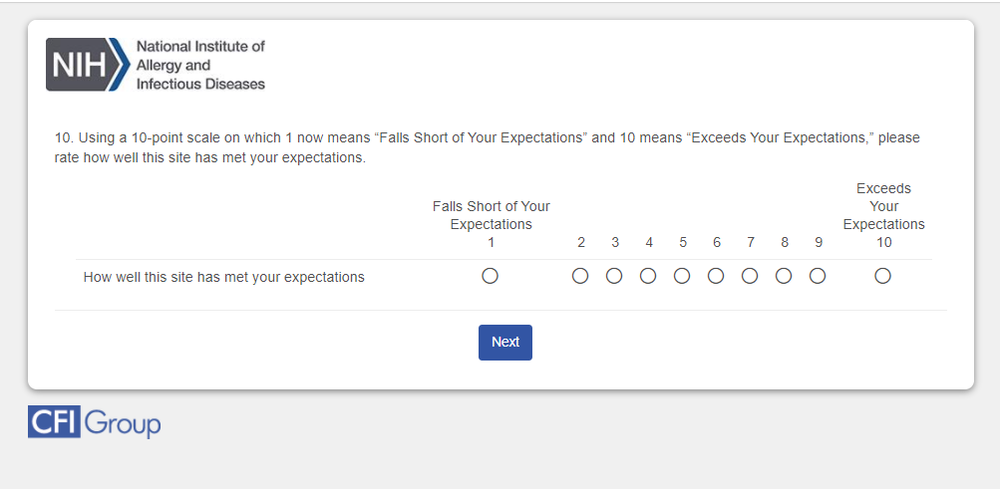 NIH
National Institute of
Allergy and
Infectious Diseases
10. Using a 10-point scale on which 1 now means “Falls Short of Your Expectations” and 10 means “Exceeds Your Expectations,” please
rate how well this site has met your expectations.
Falls Short of Your
Expectations
1
2 3 4 5 6 7 8 9
Exceeds
Your
Expectations
10
How well this site has met your expectations
Next
CFI Group